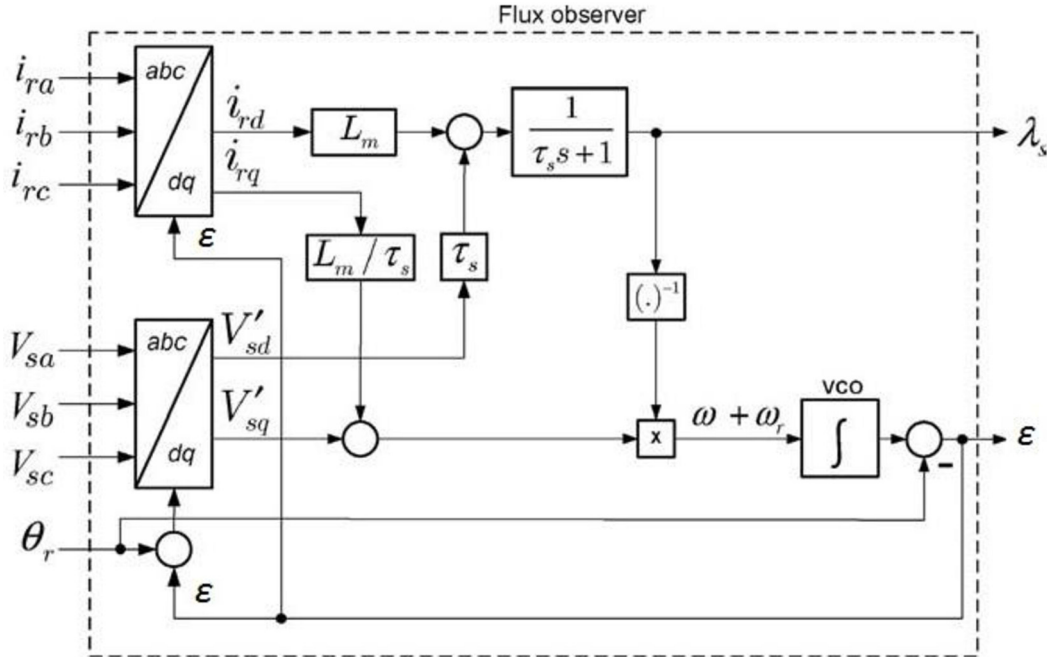 Flux observer
i_ra
i_rb
i_rc
abc
dq
i_rd
i_rq
L_m
1
τ_s s + 1
λ_s
ε
L_m / τ_s
τ_s
(.)⁻¹
V_sa
V_sb
V_sc
abc
dq
V′_sd
V′_sq
x
ω + ω_r
vco
∫
-
ε
θ_r
ε